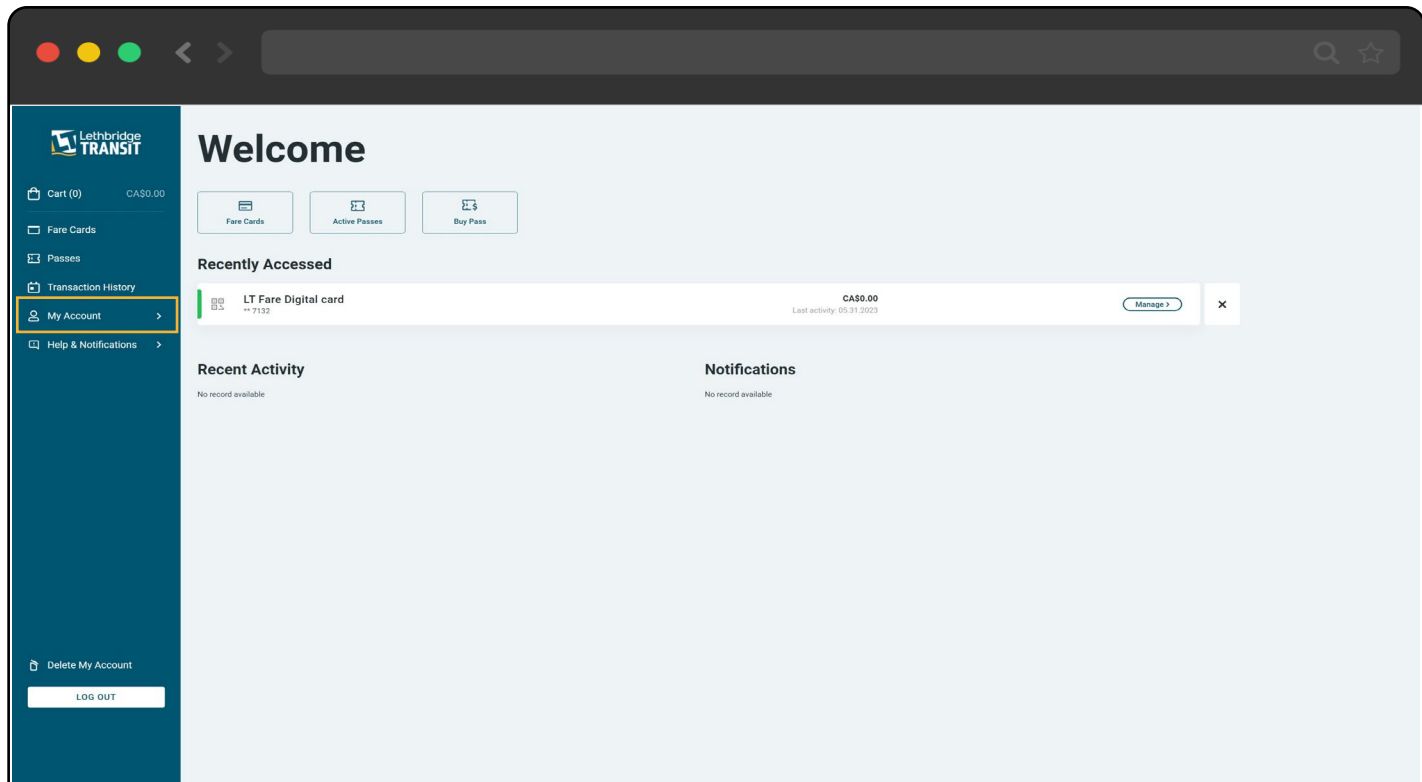 Lethbridge
TRANSIT
Cart (0) CA$0.00
Fare Cards
Passes
Transaction History
My Account
Help & Notifications
Delete My Account
LOG OUT
Welcome
Fare Cards
Active Passes
Buy Pass
Recently Accessed
LT Fare Digital card
** 7132
CA$0.00
Last activity: 05.31.2023
Manage >
Recent Activity
No record available
Notifications
No record available